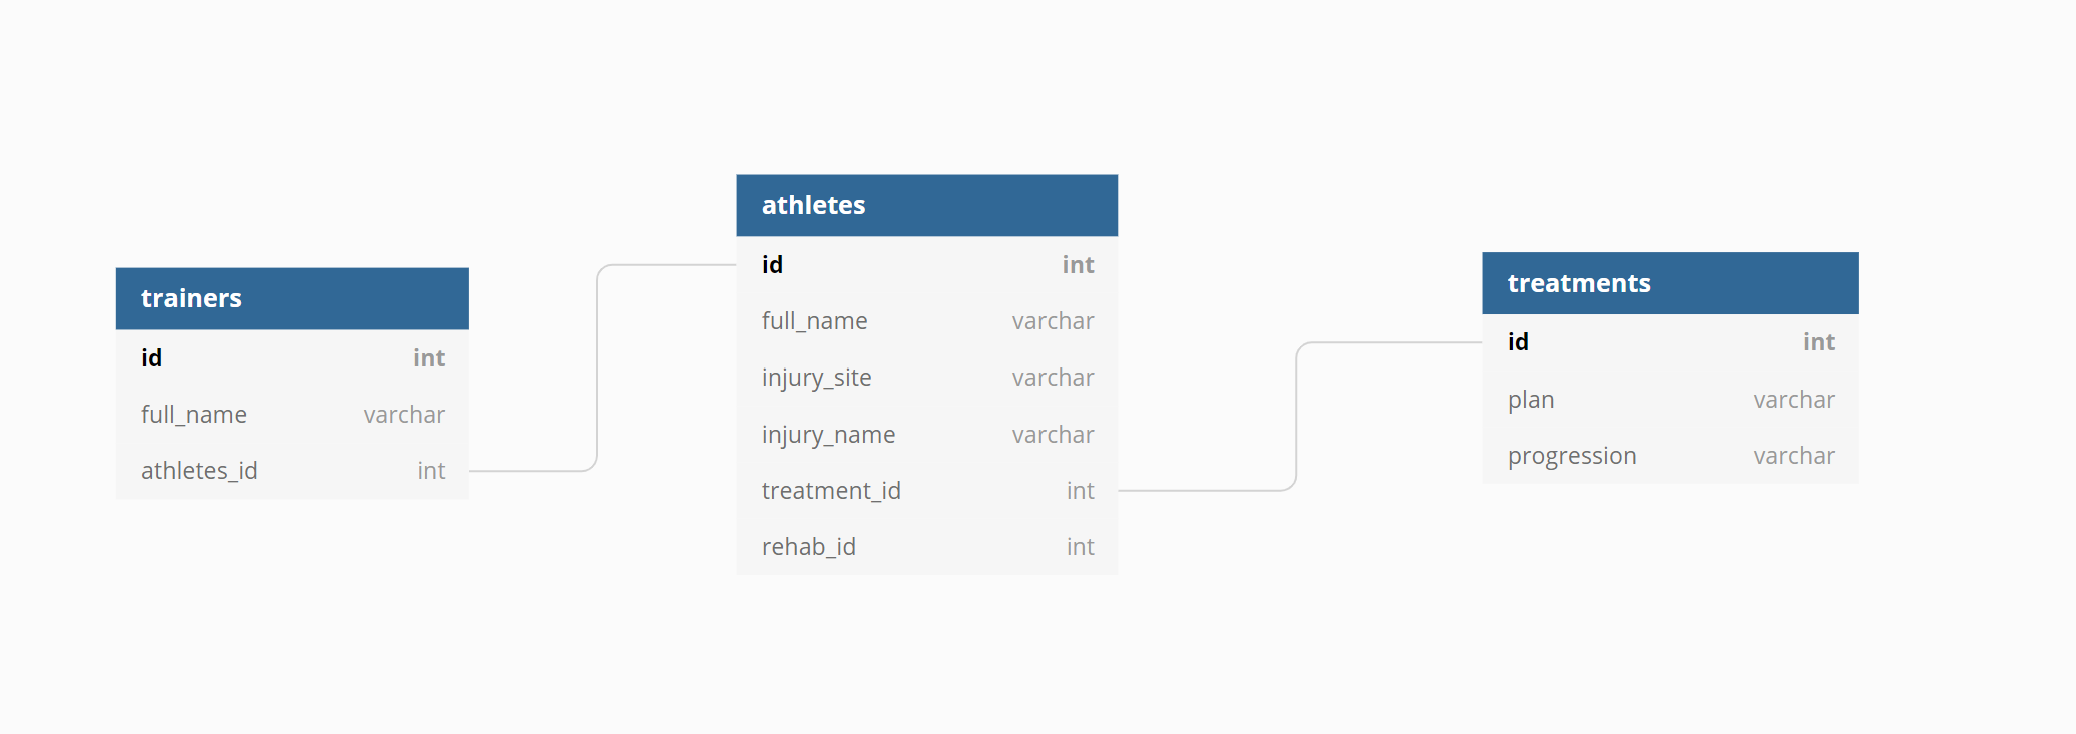 trainers
id int
full_name varchar
athletes_id int
athletes
id int
full_name varchar
injury_site varchar
injury_name varchar
treatment_id int
rehab_id int
treatments
id int
plan varchar
progression varchar